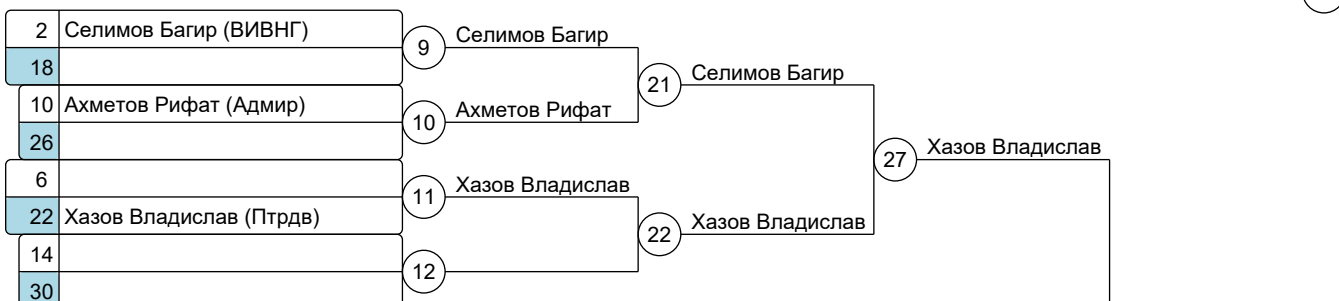 2 Селимов Багир (ВИВНГ)
9 Селимов Багир
18
21 Селимов Багир
10 Ахметов Рифат (Адмир)
10 Ахметов Рифат
26
27 Хазов Владислав
6
11 Хазов Владислав
22 Хазов Владислав (Птрдв)
22 Хазов Владислав
14
12
30